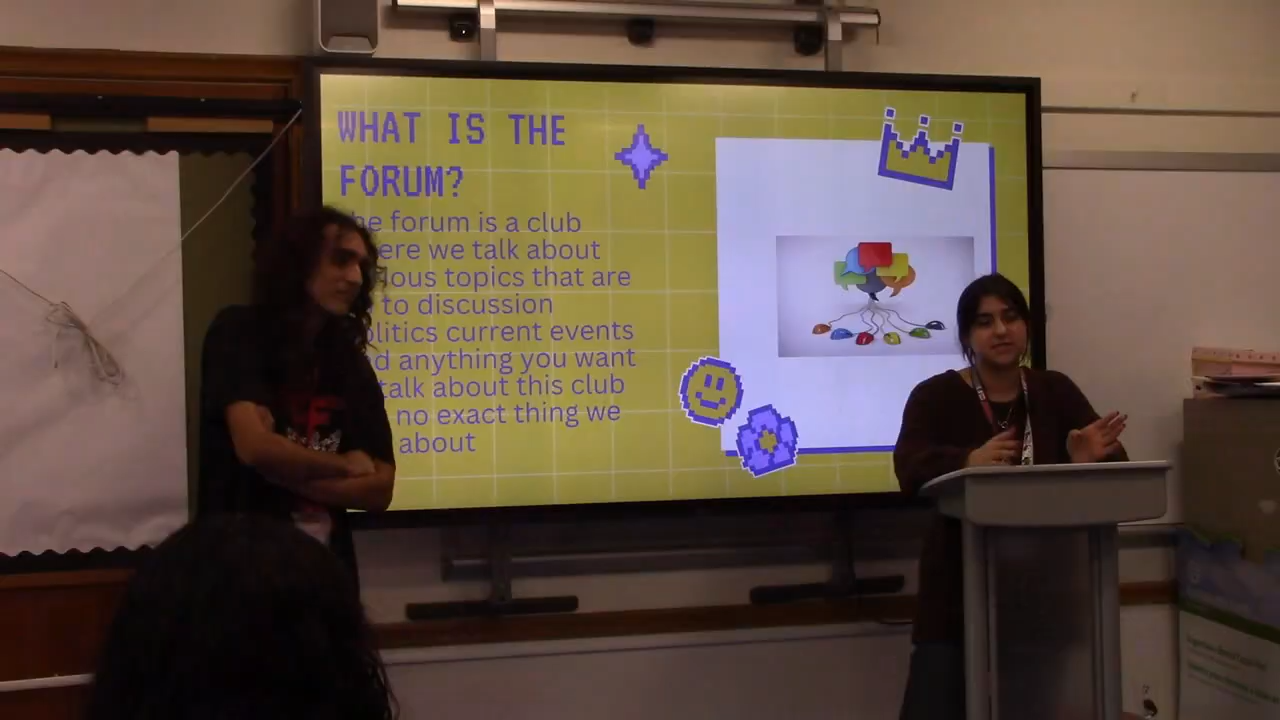 WHAT IS THE
FORUM?
he forum is a club
ere we talk about
ious topics that are
to discussion
olitics current events
d anything you want
talk about this club
no exact thing we
about